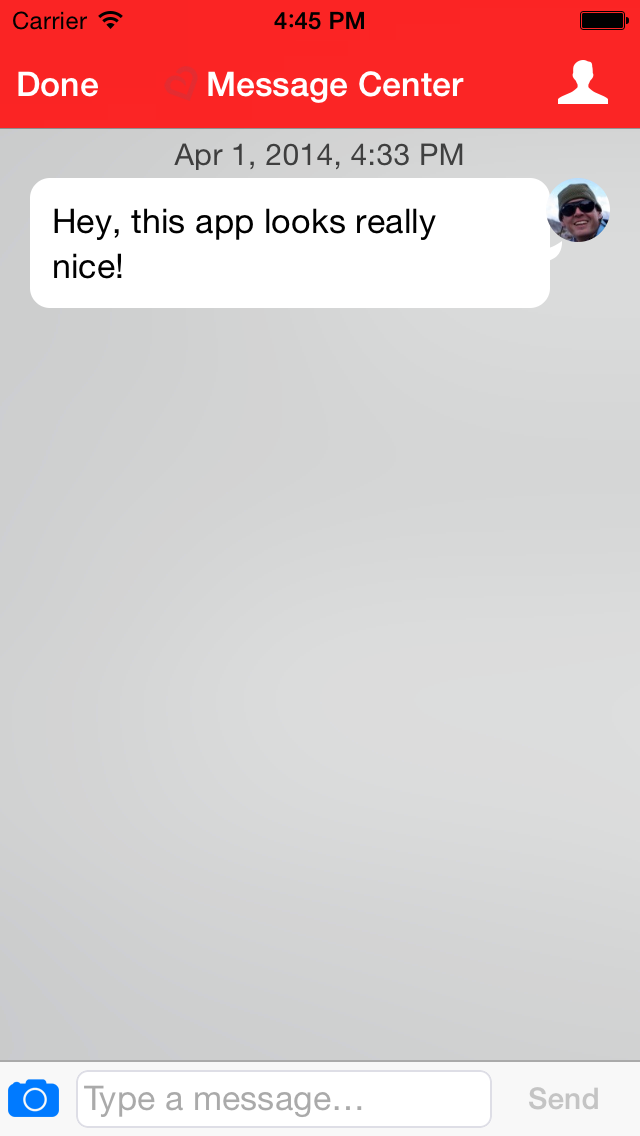 Carrier 4:45 PM
Done Message Center
Apr 1, 2014, 4:33 PM
Hey, this app looks really
nice!
Type a message... Send